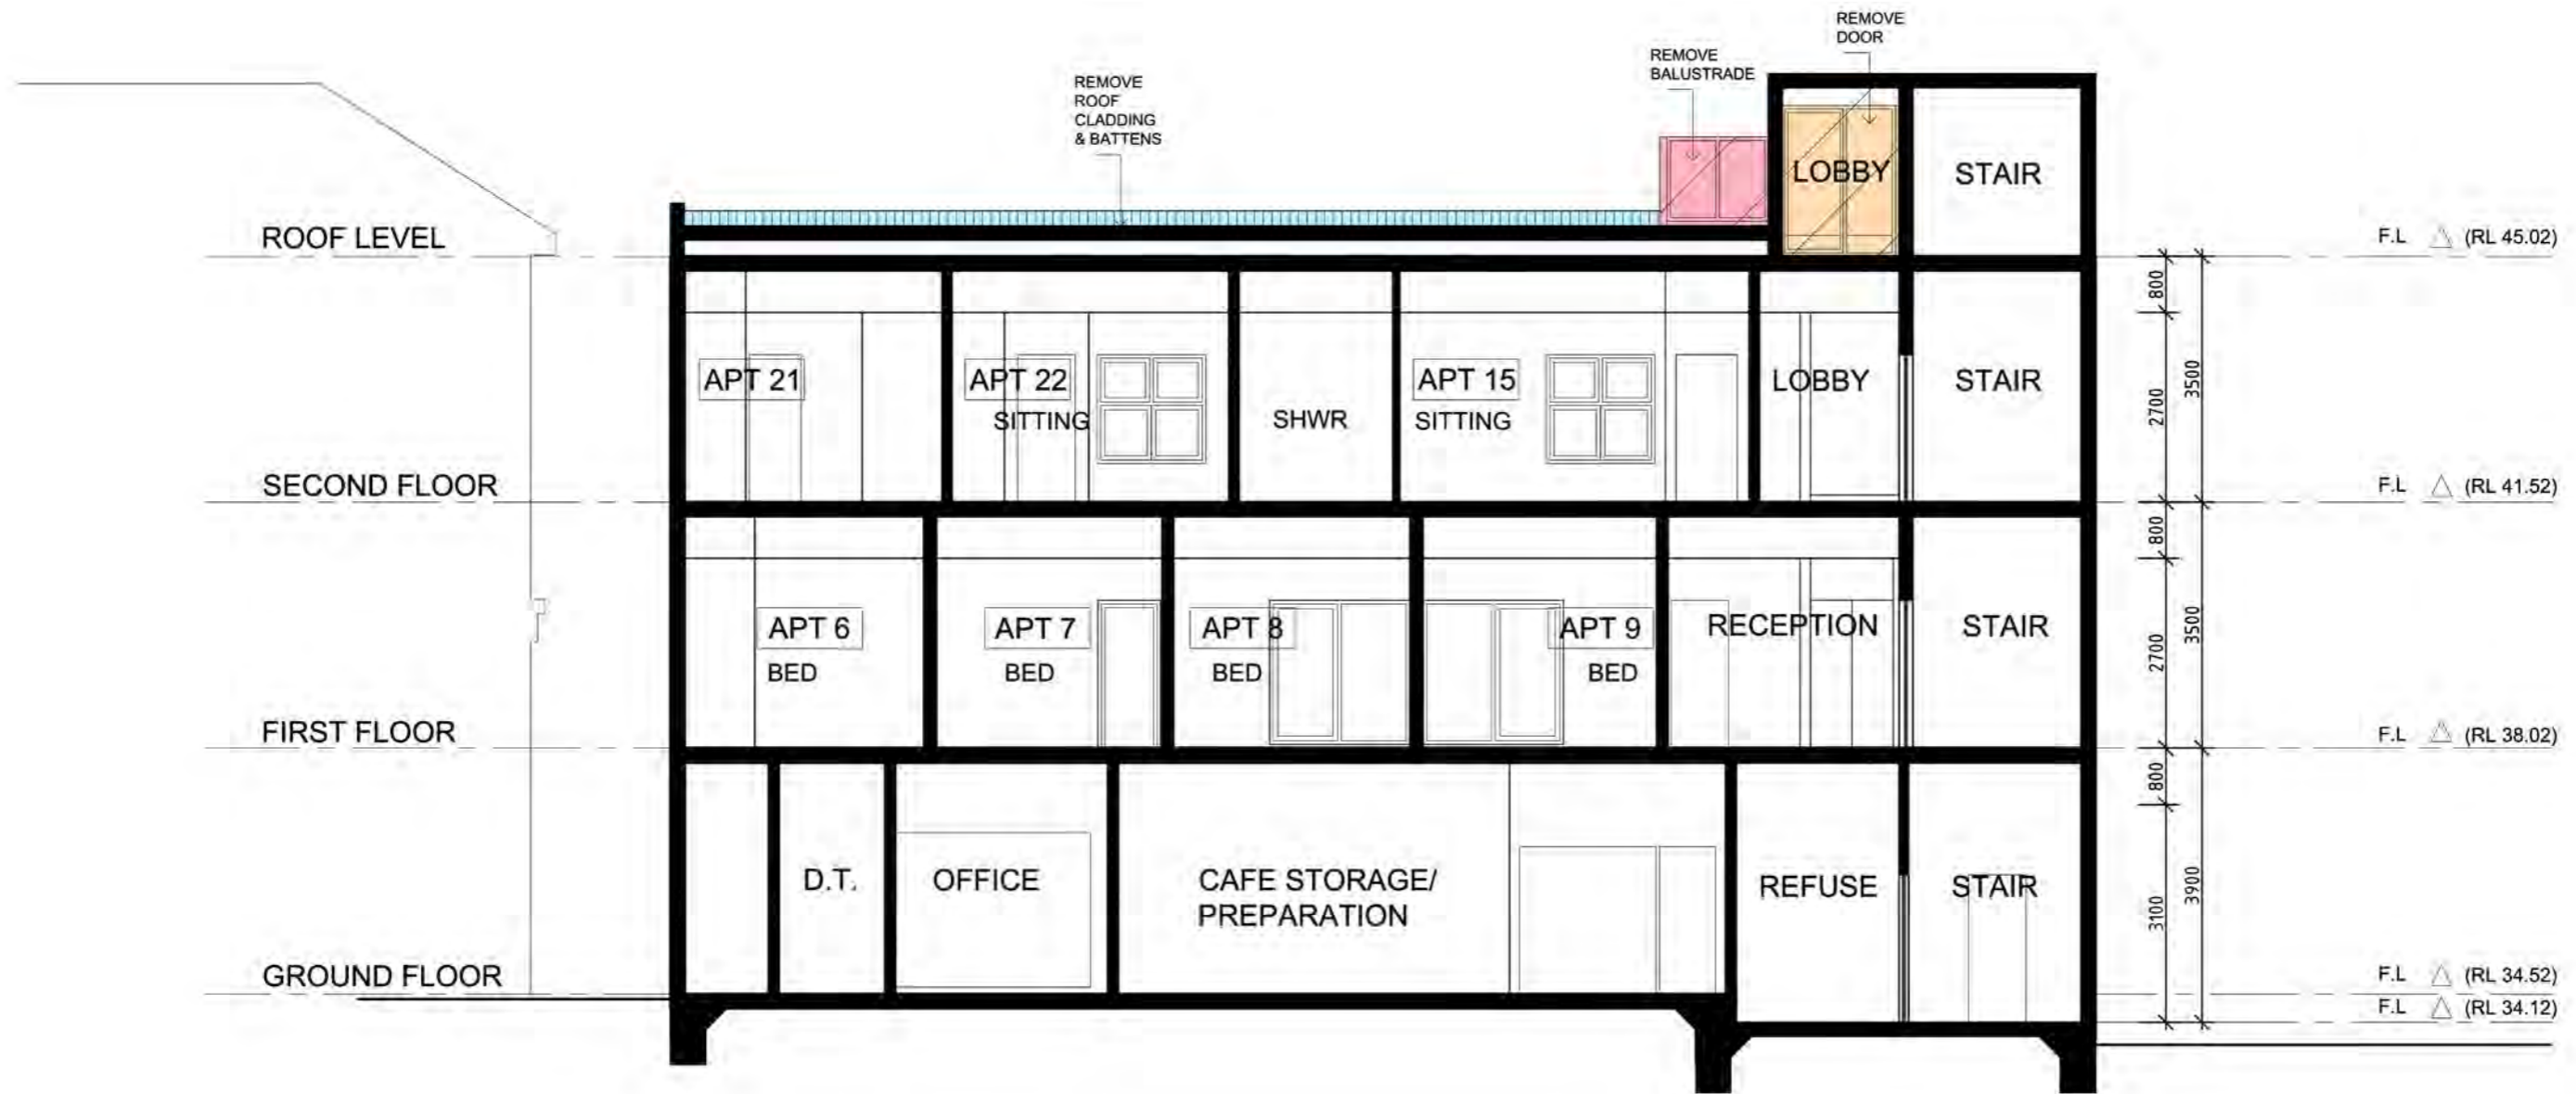 REMOVE
DOOR
REMOVE
BALUSTRADE
REMOVE
ROOF
CLADDING
& BATTENS
LOBBY
STAIR
ROOF LEVEL
F.L (RL 45.02)
800
APT 21
APT 22
SITTING
SHWR
APT 15
SITTING
LOBBY
STAIR
2700
3500
SECOND FLOOR
F.L (RL 41.52)
800
APT 6
BED
APT 7
BED
APT 8
BED
APT 9
BED
RECEPTION
STAIR
2700
3500
FIRST FLOOR
F.L (RL 38.02)
800
D.T.
OFFICE
CAFE STORAGE/
PREPARATION
REFUSE
STAIR
3100
3900
GROUND FLOOR
F.L (RL 34.52)
F.L (RL 34.12)